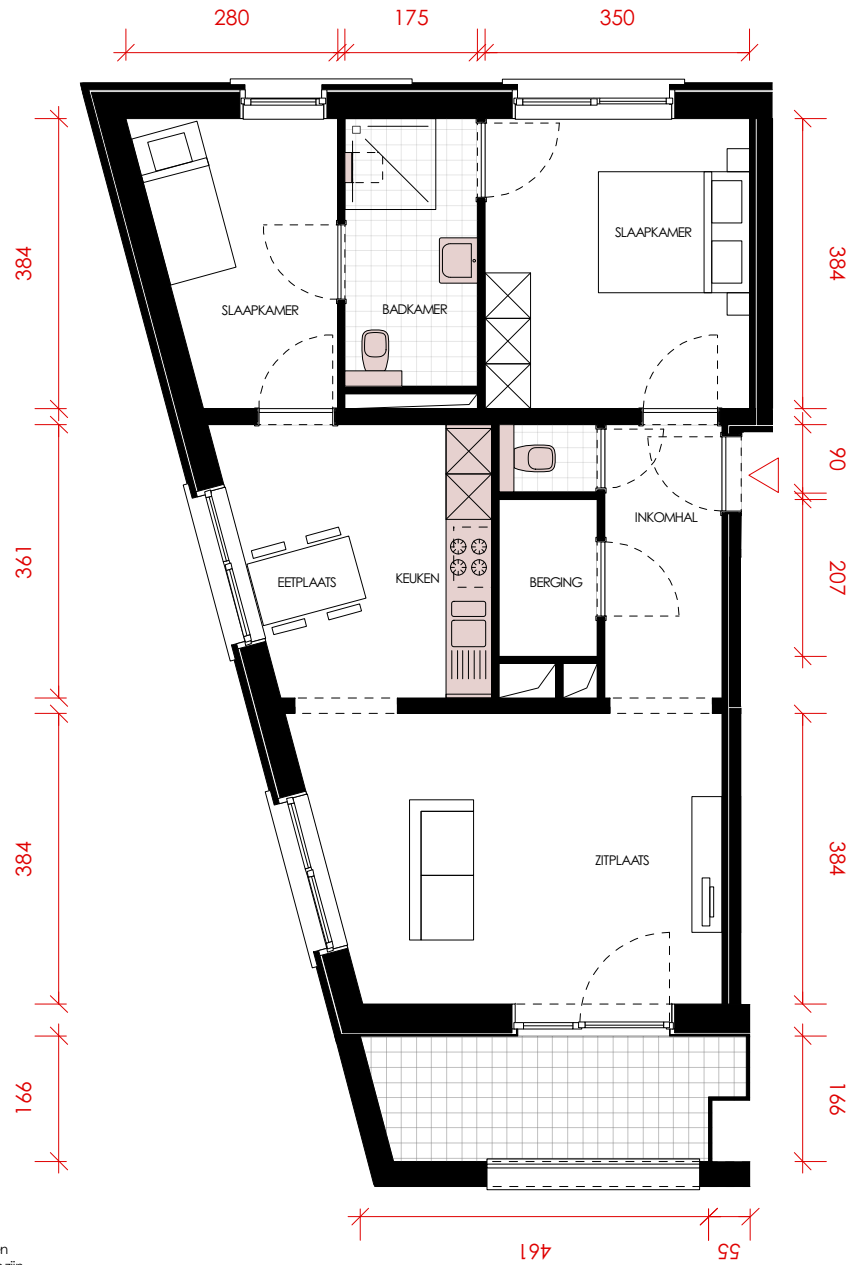 280
175
350
384
384
SLAAPKAMER
SLAAPKAMER
BADKAMER
90
INKOMHAL
361
EETPLAATS
KEUKEN
BERGING
207
384
ZITPLAATS
384
166
166
461
55